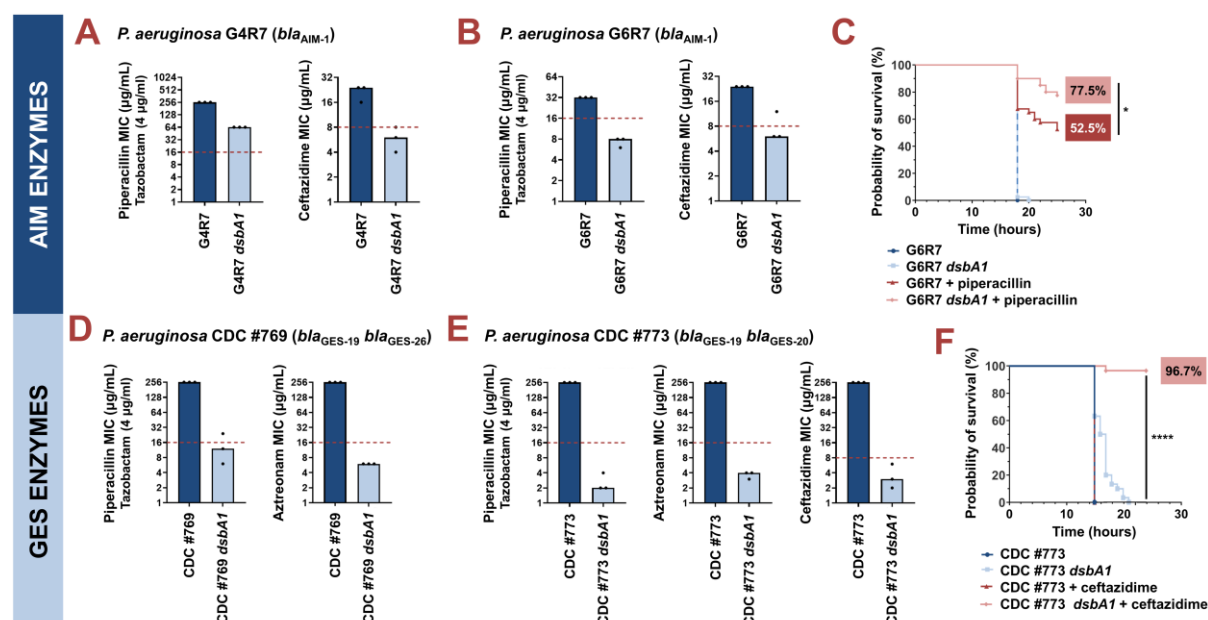 AIM ENZYMES
A
P. aeruginosa G4R7 (bla AIM-1)
Piperacillin MIC (µg/mL)
Tazobactam (4 µg/ml)
1024
512
256
128
64
32
16
8
4
2
1
G4R7
G4R7 dsbA1
Ceftazidime MIC (µg/mL)
32
16
8
4
2
1
G4R7
G4R7 dsbA1
B
P. aeruginosa G6R7 (bla AIM-1)
Piperacillin MIC (µg/mL)
Tazobactam (4 µg/ml)
64
32
16
8
4
2
1
G6R7
G6R7 dsbA1
Ceftazidime MIC (µg/mL)
32
16
8
4
2
1
G6R7
G6R7 dsbA1
C
Probability of survival (%)
100
80
60
40
20
0
0
10
20
30
Time (hours)
77.5%
52.5%
*
G6R7
G6R7 dsbA1
G6R7 + piperacillin
G6R7 dsbA1 + piperacillin
GES ENZYMES
D
P. aeruginosa CDC #769 (bla GES-19 bla GES-26)
Piperacillin MIC (µg/mL)
Tazobactam (4 µg/ml)
256
128
64
32
16
8
4
2
1
CDC #769
CDC #769 dsbA1
Aztreonam MIC (µg/mL)
256
128
64
32
16
8
4
2
1
CDC #769
CDC #769 dsbA1
E
P. aeruginosa CDC #773 (bla GES-19 bla GES-20)
Piperacillin MIC (µg/mL)
Tazobactam (4 µg/ml)
256
128
64
32
16
8
4
2
1
CDC #773
CDC #773 dsbA1
Aztreonam MIC (µg/mL)
256
128
64
32
16
8
4
2
1
CDC #773
CDC #773 dsbA1
Ceftazidime MIC (µg/mL)
256
128
64
32
16
8
4
2
1
CDC #773
CDC #773 dsbA1
F
Probability of survival (%)
100
80
60
40
20
0
0
10
20
30
Time (hours)
96.7%
****
CDC #773
CDC #773 dsbA1
CDC #773 + ceftazidime
CDC #773 dsbA1 + ceftazidime